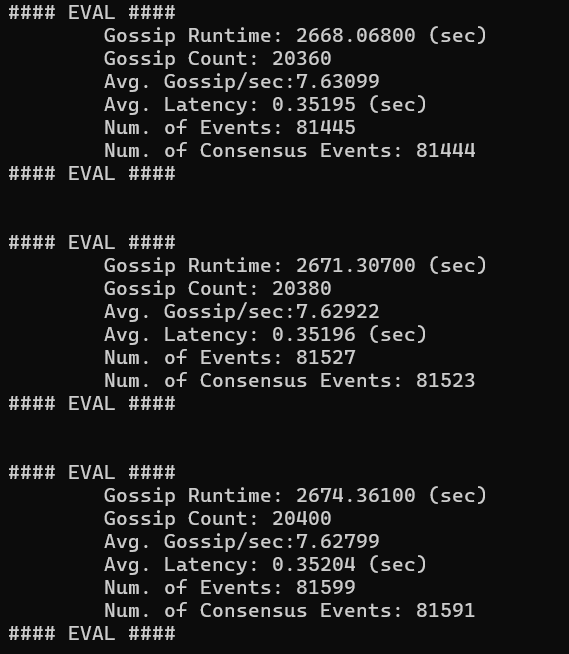 #### EVAL ####
Gossip Runtime: 2668.06800 (sec)
Gossip Count: 20360
Avg. Gossip/sec:7.63099
Avg. Latency: 0.35195 (sec)
Num. of Events: 81445
Num. of Consensus Events: 81444
#### EVAL ####
#### EVAL ####
Gossip Runtime: 2671.30700 (sec)
Gossip Count: 20380
Avg. Gossip/sec:7.62922
Avg. Latency: 0.35196 (sec)
Num. of Events: 81527
Num. of Consensus Events: 81523
#### EVAL ####
#### EVAL ####
Gossip Runtime: 2674.36100 (sec)
Gossip Count: 20400
Avg. Gossip/sec:7.62799
Avg. Latency: 0.35204 (sec)
Num. of Events: 81599
Num. of Consensus Events: 81591
#### EVAL ####